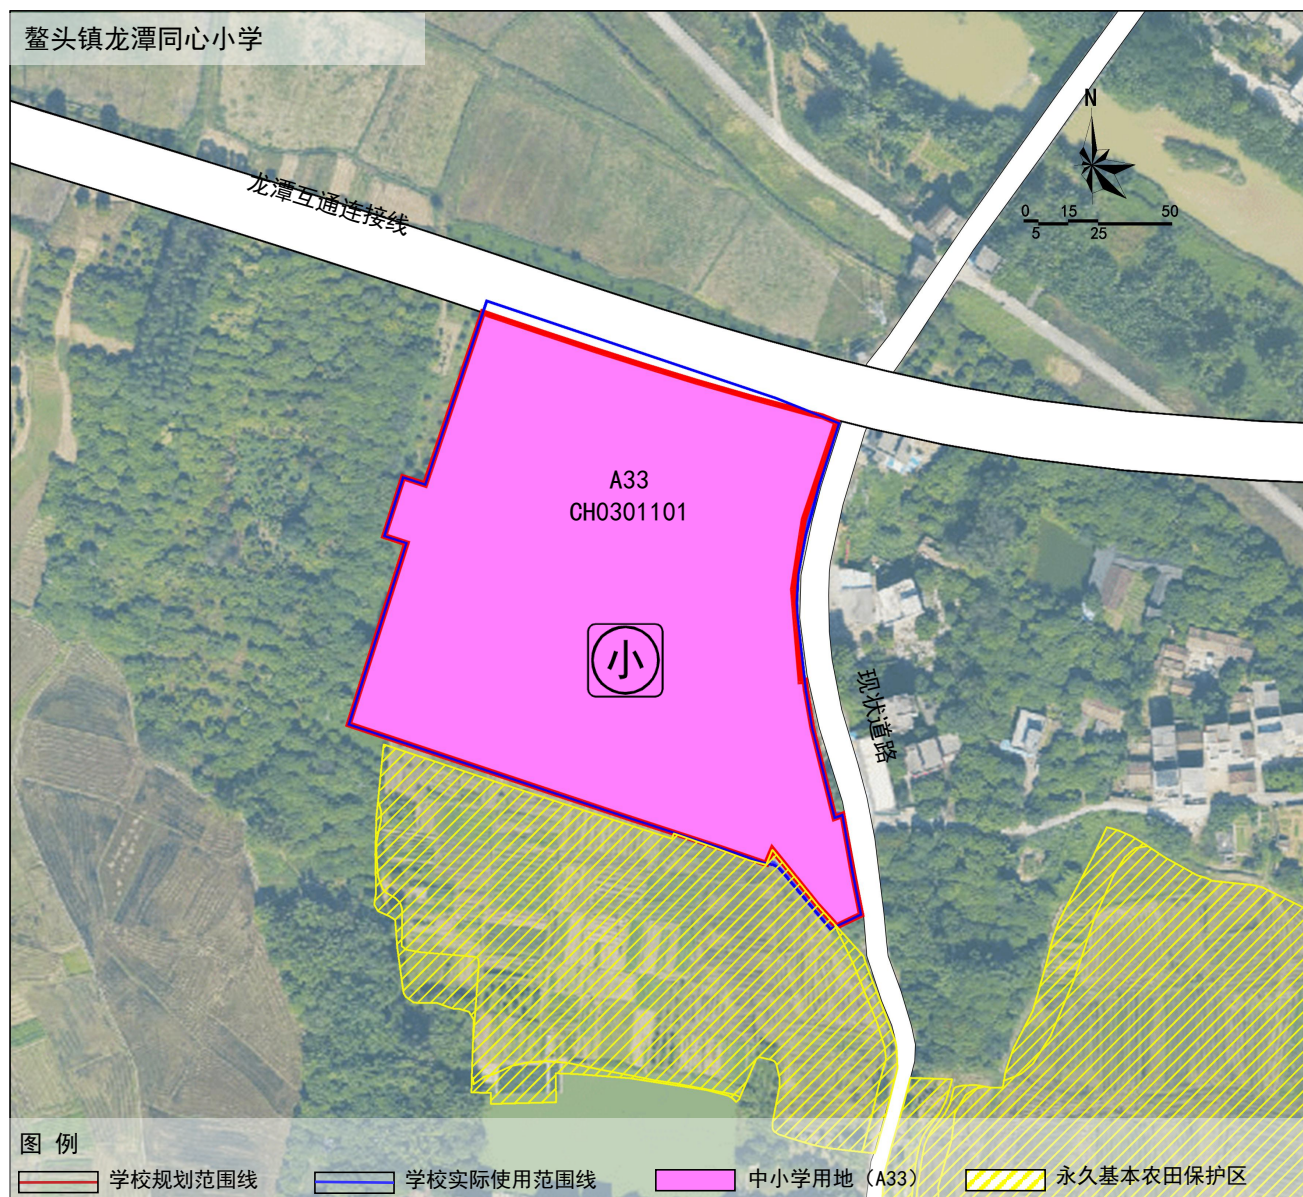 鳌头镇龙潭同心小学
N
0 15 50
5 25
龙潭互通连接线
A33
CH0301101
小
现状道路
图 例
学校规划范围线
学校实际使用范围线
中小学用地（A33）
永久基本农田保护区